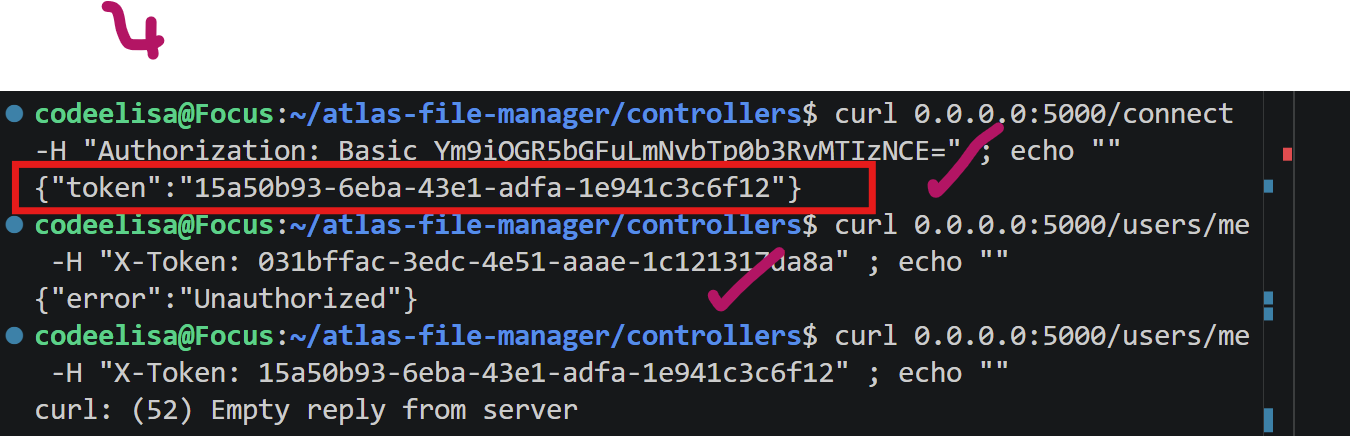 4
codeelisa@Focus:~/atlas-file-manager/controllers$ curl 0.0.0.0:5000/connect
-H "Authorization: Basic Ym9iQGR5bGFuLmNvbTp0b3RvMTIzNCE=" ; echo ""
{"token":"15a50b93-6eba-43e1-adfa-1e941c3c6f12"}
codeelisa@Focus:~/atlas-file-manager/controllers$ curl 0.0.0.0:5000/users/me
-H "X-Token: 031bffac-3edc-4e51-aaae-1c121317da8a" ; echo ""
{"error":"Unauthorized"}
codeelisa@Focus:~/atlas-file-manager/controllers$ curl 0.0.0.0:5000/users/me
-H "X-Token: 15a50b93-6eba-43e1-adfa-1e941c3c6f12" ; echo ""
curl: (52) Empty reply from server